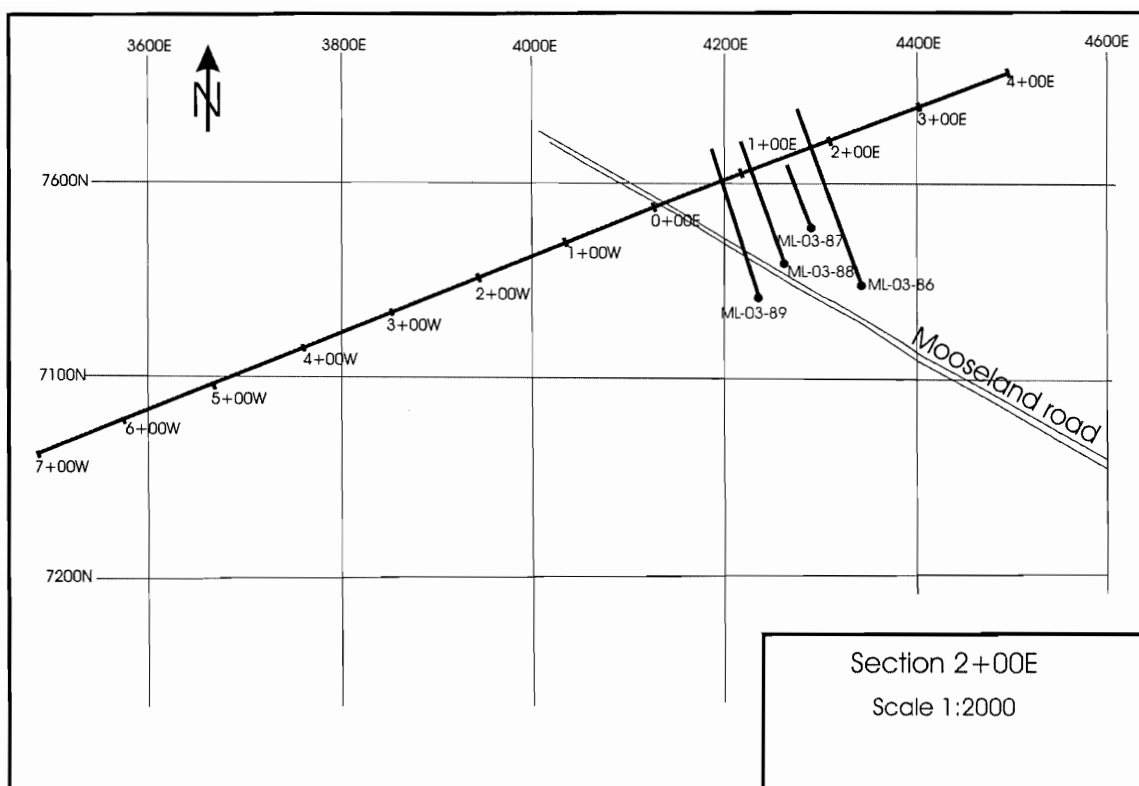 3600E 3800E 4000E 4200E 4400E 4600E
N
4+00E
3+00E
1+00E 2+00E
7600N
0+00E
ML-03-87
1+00W
ML-03-88 ML-03-86
2+00W
ML-03-89
3+00W
Mooseland road
4+00W
7100N
5+00W
6+00W
7+00W
7200N
Section 2+00E
Scale 1:2000